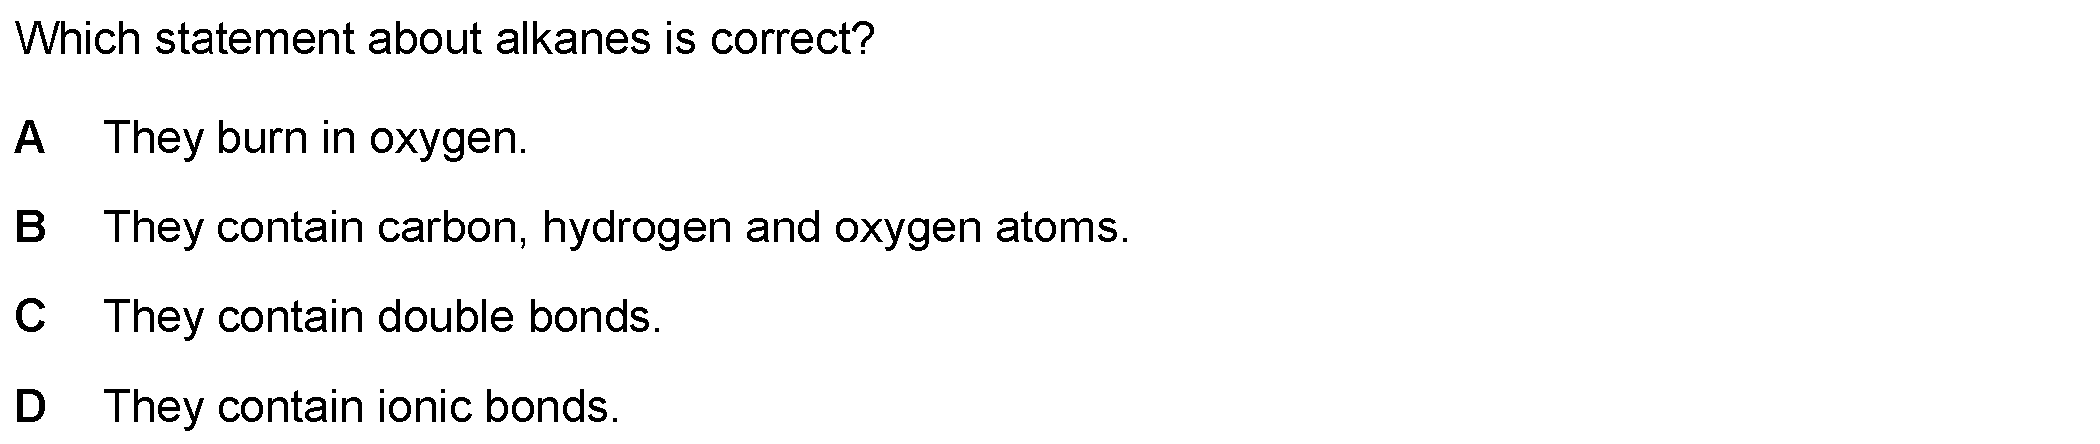 Which statement about alkanes is correct?
A They burn in oxygen.
B They contain carbon, hydrogen and oxygen atoms.
C They contain double bonds.
D They contain ionic bonds.